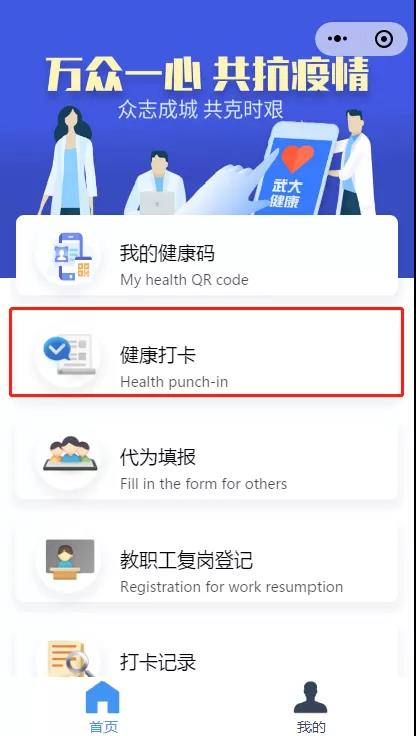 万众一心 共抗疫情
众志成城 共克时艰
武大
健康
我的健康码
My health QR code
健康打卡
Health punch-in
代为填报
Fill in the form for others
教职工复岗登记
Registration for work resumption
打卡记录
首页
我的